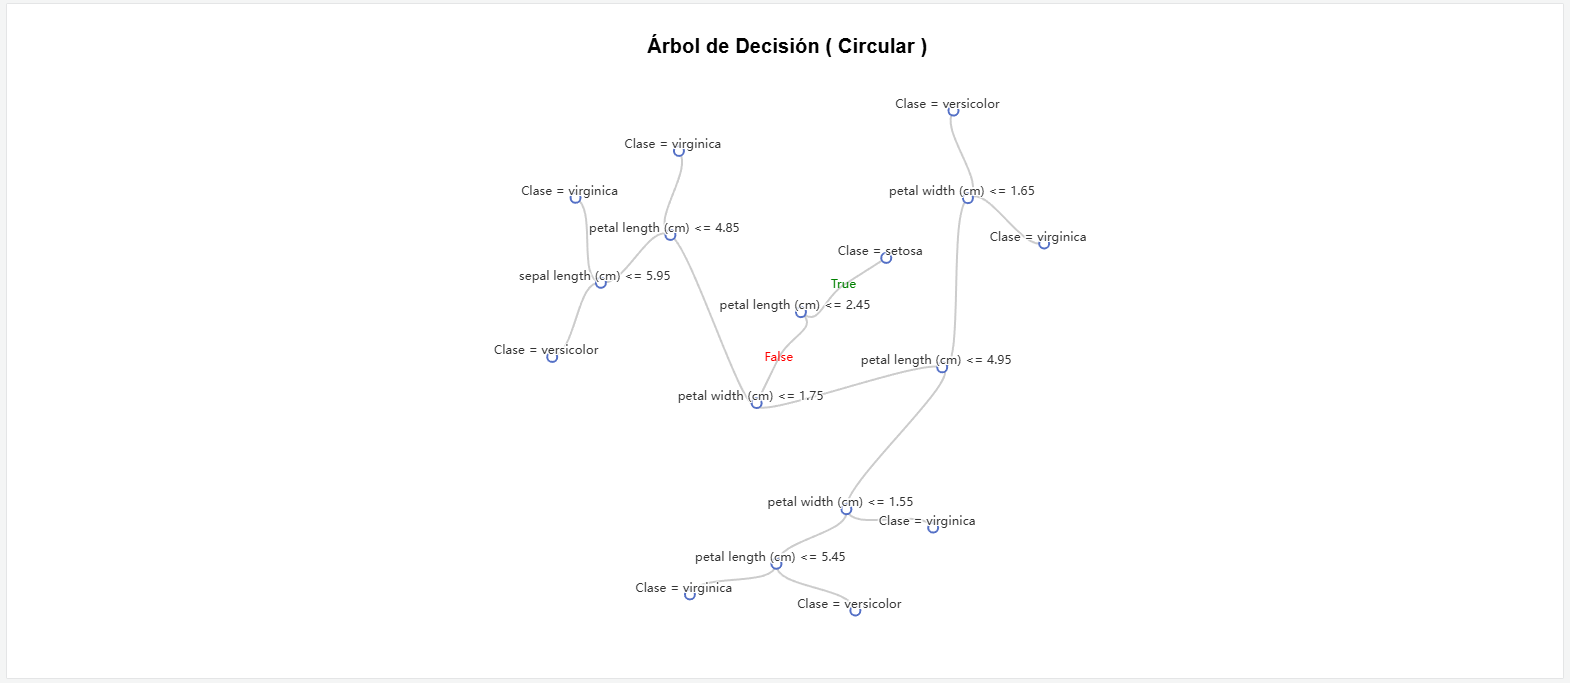 Árbol de Decisión ( Circular )
Clase = versicolor
Clase = virginica
Clase = virginica
petal width (cm) <= 1.65
petal length (cm) <= 4.85
Clase = virginica
Clase = setosa
sepal length (cm) <= 5.95
True
petal length (cm) <= 2.45
Clase = versicolor
False
petal length (cm) <= 4.95
petal width (cm) <= 1.75
petal width (cm) <= 1.55
Clase = virginica
petal length (cm) <= 5.45
Clase = virginica
Clase = versicolor